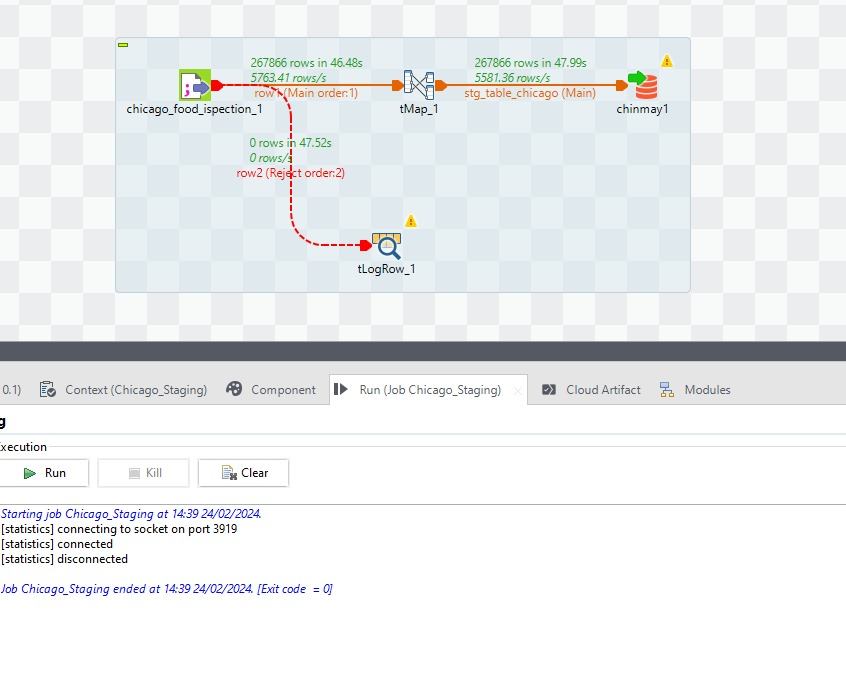 267866 rows in 46.48s
5763.41 rows/s
row1 (Main order:1)
267866 rows in 47.99s
5581.36 rows/s
stg_table_chicago (Main)
chicago_food_ispection_1
tMap_1
chinmay1
0 rows in 47.52s
0 rows/s
row2 (Reject order:2)
tLogRow_1
0.1)
Context (Chicago_Staging)
Component
Run (Job Chicago_Staging)
Cloud Artifact
Modules
g
xecution
Run
Kill
Clear
Starting job Chicago_Staging at 14:39 24/02/2024.
[statistics] connecting to socket on port 3919
[statistics] connected
[statistics] disconnected
Job Chicago_Staging ended at 14:39 24/02/2024. [Exit code  = 0]